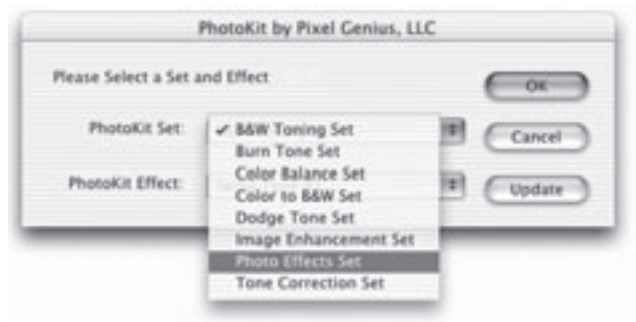 PhotoKit by Pixel Genius, LLC
Please Select a Set and Effect
OK
PhotoKit Set:
✓ B&W Toning Set
Burn Tone Set
Color Balance Set
Color to B&W Set
Dodge Tone Set
Image Enhancement Set
Photo Effects Set
Tone Correction Set
Cancel
PhotoKit Effect:
Update